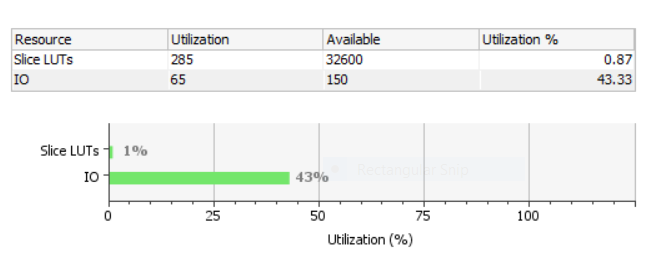 Resource Utilization Available Utilization %
Slice LUTs 285 32600 0.87
IO 65 150 43.33
Slice LUTs 1%
IO 43%
Rectangular Snip
0 25 50 75 100
Utilization (%)